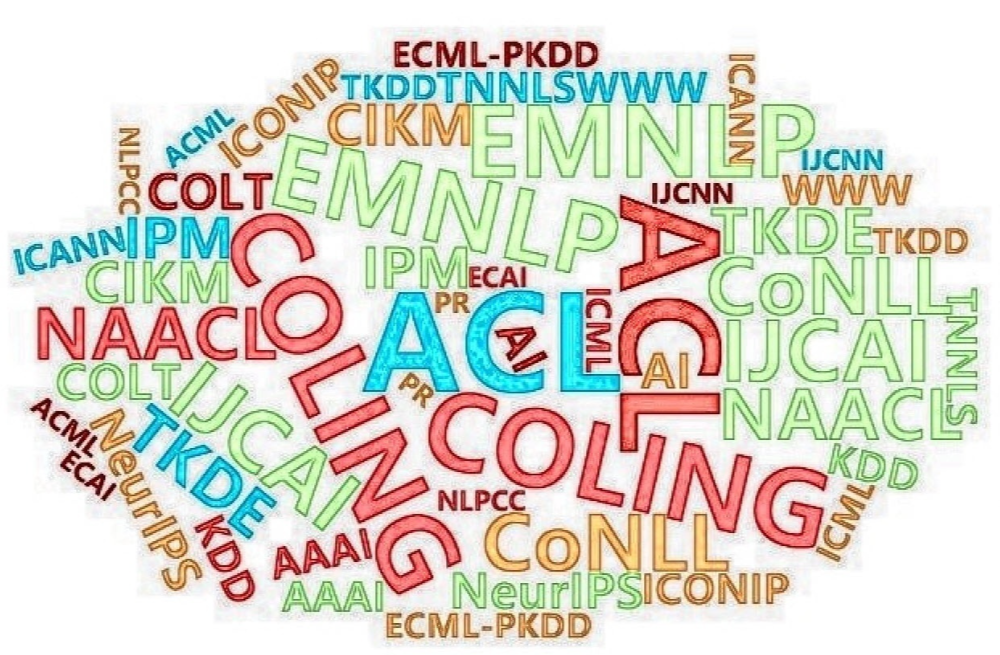 ECML-PKDD
TKDD TNNLS WWW
ICONIP
ICANN
CIKM
EMNLP
ACML
NLPCC
EMNLP
IJCNN
COLT
IJCNN
WWW
ACL
ICANN
IPM
COLING
TKDE
TKDD
CIKM
IPM
ECAI
CoNLL
PR
ACL
ICML
TNNLS
NAACL
AI
IJCAI
AI
COLT
IJCAI
PR
COLING
NAACL
ACML
NeurIPS
TKDE
ECAI
KDD
NLPCC
ICML
KDD
AAAI
CoNLL
AAAI
NeurIPS
ICONIP
ECML-PKDD